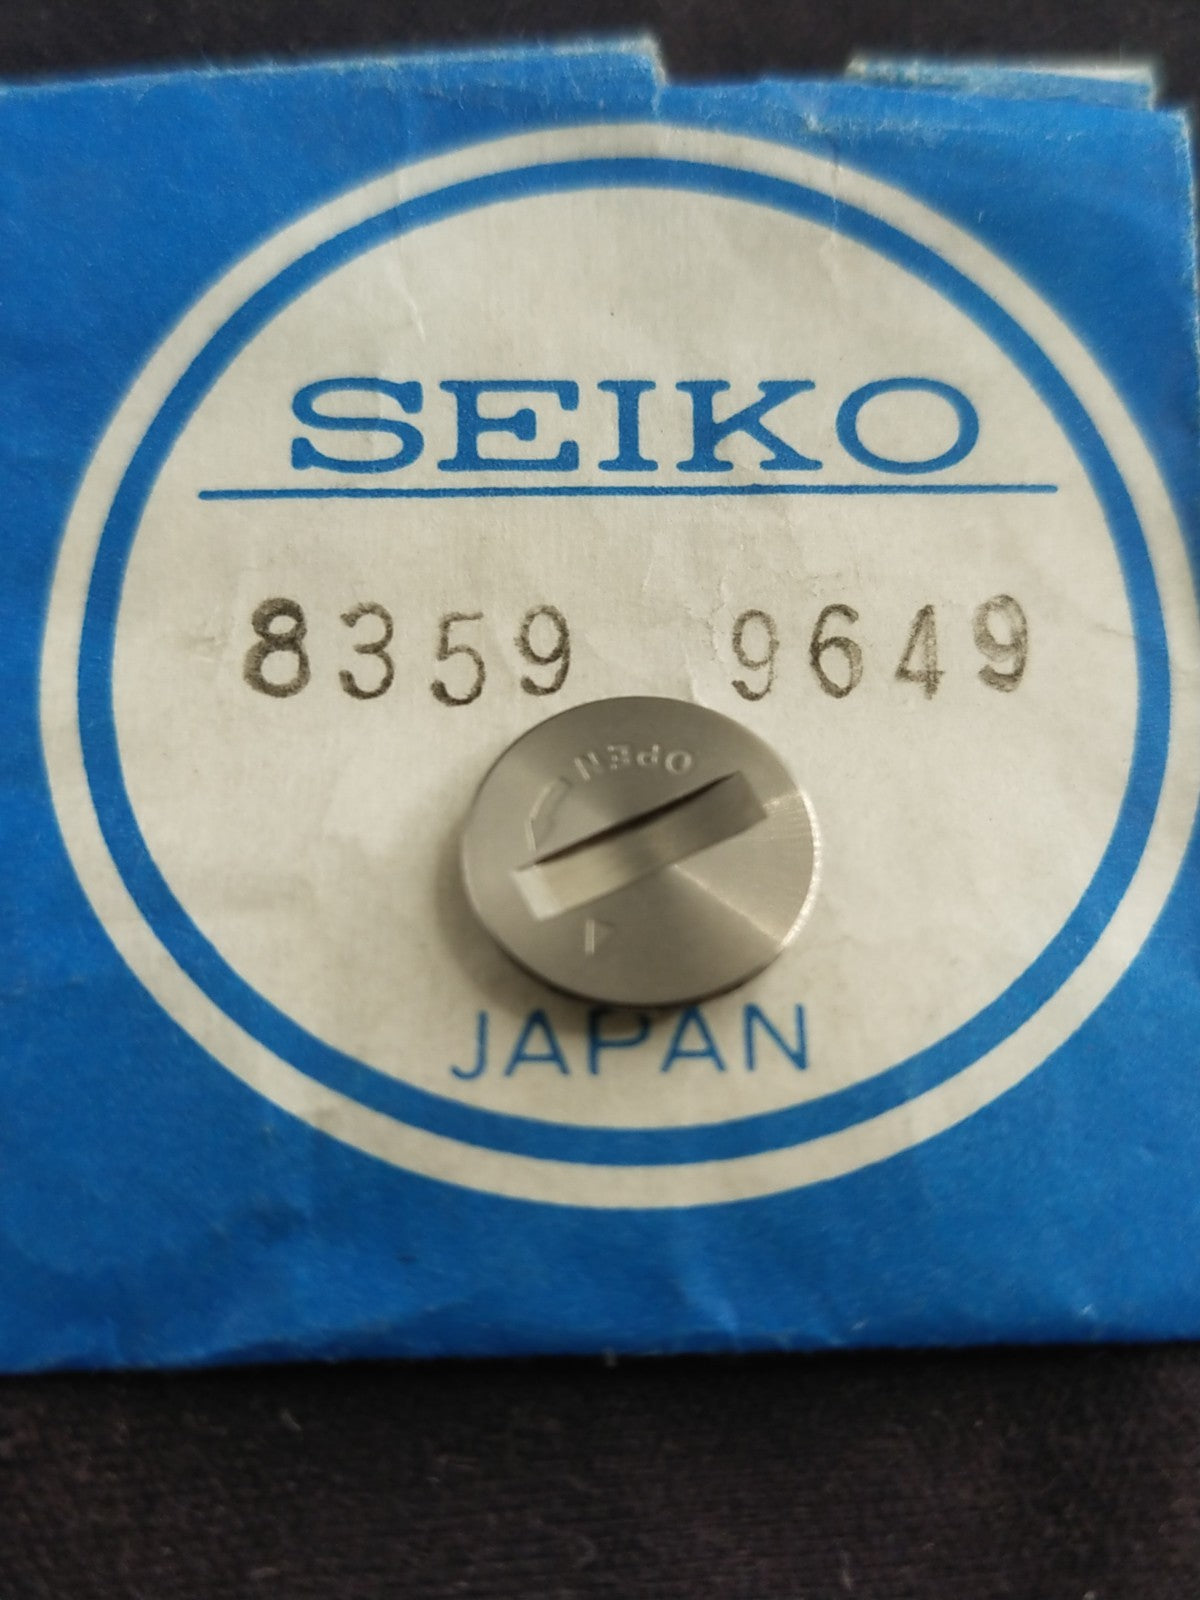 SEIKO
8359 9649
OPEN
JAPAN